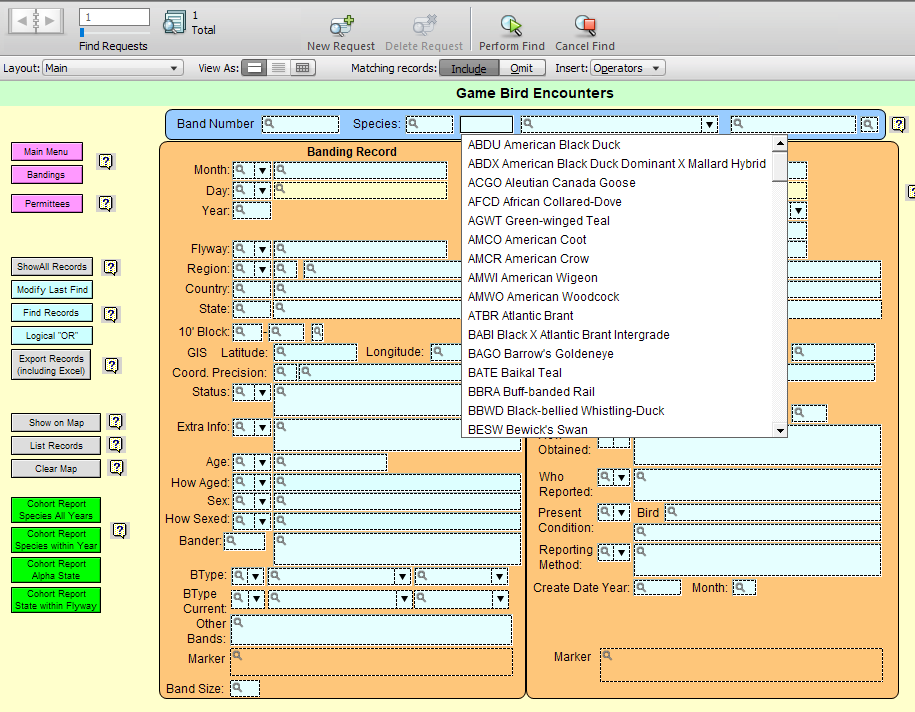 1
1
Total
Find Requests
New Request
Delete Request
Perform Find
Cancel Find
Layout: Main
View As:
Matching records: Include Omit
Insert: Operators
Game Bird Encounters
Band Number
Species:
Main Menu
Bandings
Permittees
ShowAll Records
Modify Last Find
Find Records
Logical "OR"
Export Records
(including Excel)
Show on Map
List Records
Clear Map
Cohort Report
Species All Years
Cohort Report
Species within Year
Cohort Report
Alpha State
Cohort Report
State within Flyway
Banding Record
Month:
Day:
Year:
Flyway:
Region:
Country:
State:
10' Block:
-
GIS Latitude:
Longitude:
Coord. Precision:
Status:
Extra Info:
Age:
How Aged:
Sex:
How Sexed:
Bander:
BType:
BType
Current:
Other
Bands:
Marker
Band Size:
ABDU American Black Duck
ABDX American Black Duck Dominant X Mallard Hybrid
ACGO Aleutian Canada Goose
AFCD African Collared-Dove
AGWT Green-winged Teal
AMCO American Coot
AMCR American Crow
AMWI American Wigeon
AMWO American Woodcock
ATBR Atlantic Brant
BABI Black X Atlantic Brant Intergrade
BAGO Barrow's Goldeneye
BATE Baikal Teal
BBRA Buff-banded Rail
BBWD Black-bellied Whistling-Duck
BESW Bewick's Swan
Obtained:
Who
Reported:
Present
Condition:
Bird
Reporting
Method:
Create Date Year:
Month:
Marker